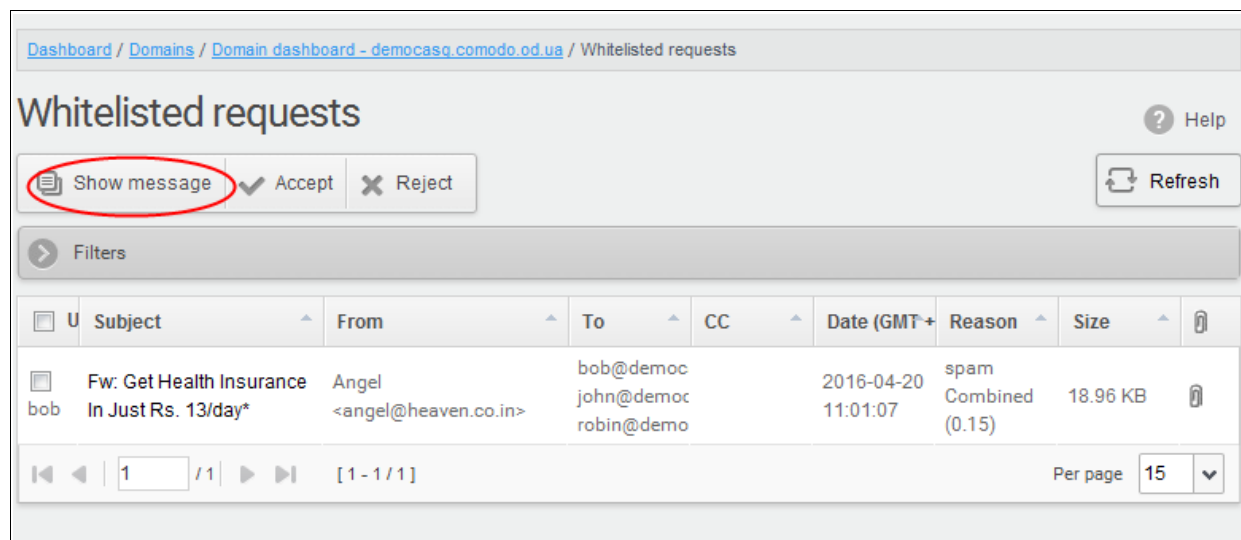 Dashboard / Domains / Domain dashboard - democasg.comodo.od.ua / Whitelisted requests
Whitelisted requests
Help
Show message
Accept
Reject
Refresh
Filters
U Subject From To CC Date (GMT + Reason Size
bob
Fw: Get Health Insurance
In Just Rs. 13/day*
Angel
<angel@heaven.co.in>
bob@democ
john@democ
robin@demo
2016-04-20
11:01:07
spam
Combined
(0.15)
18.96 KB
1 / 1 [ 1 - 1 / 1 ] Per page 15